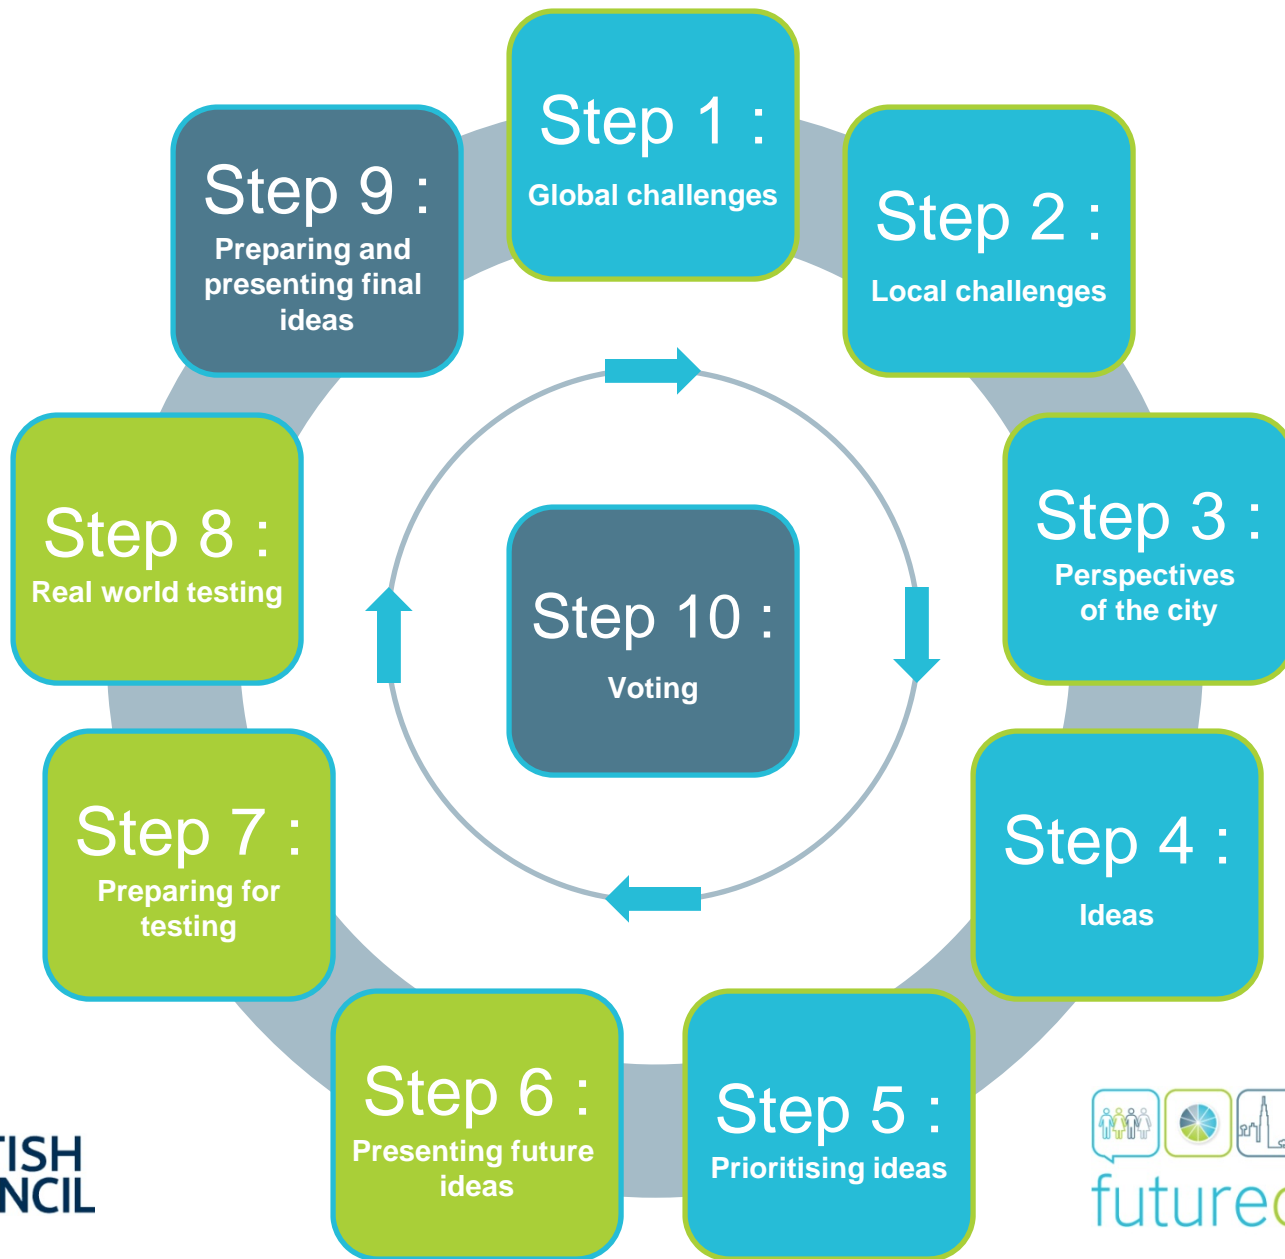 Step 1 :
Global challenges
Step 2 :
Local challenges
Step 3 :
Perspectives
of the city
Step 4 :
Ideas
Step 5 :
Prioritising ideas
Step 6 :
Presenting future
ideas
Step 7 :
Preparing for
testing
Step 8 :
Real world testing
Step 9 :
Preparing and
presenting final
ideas
Step 10 :
Voting
TISH
NCIL
future